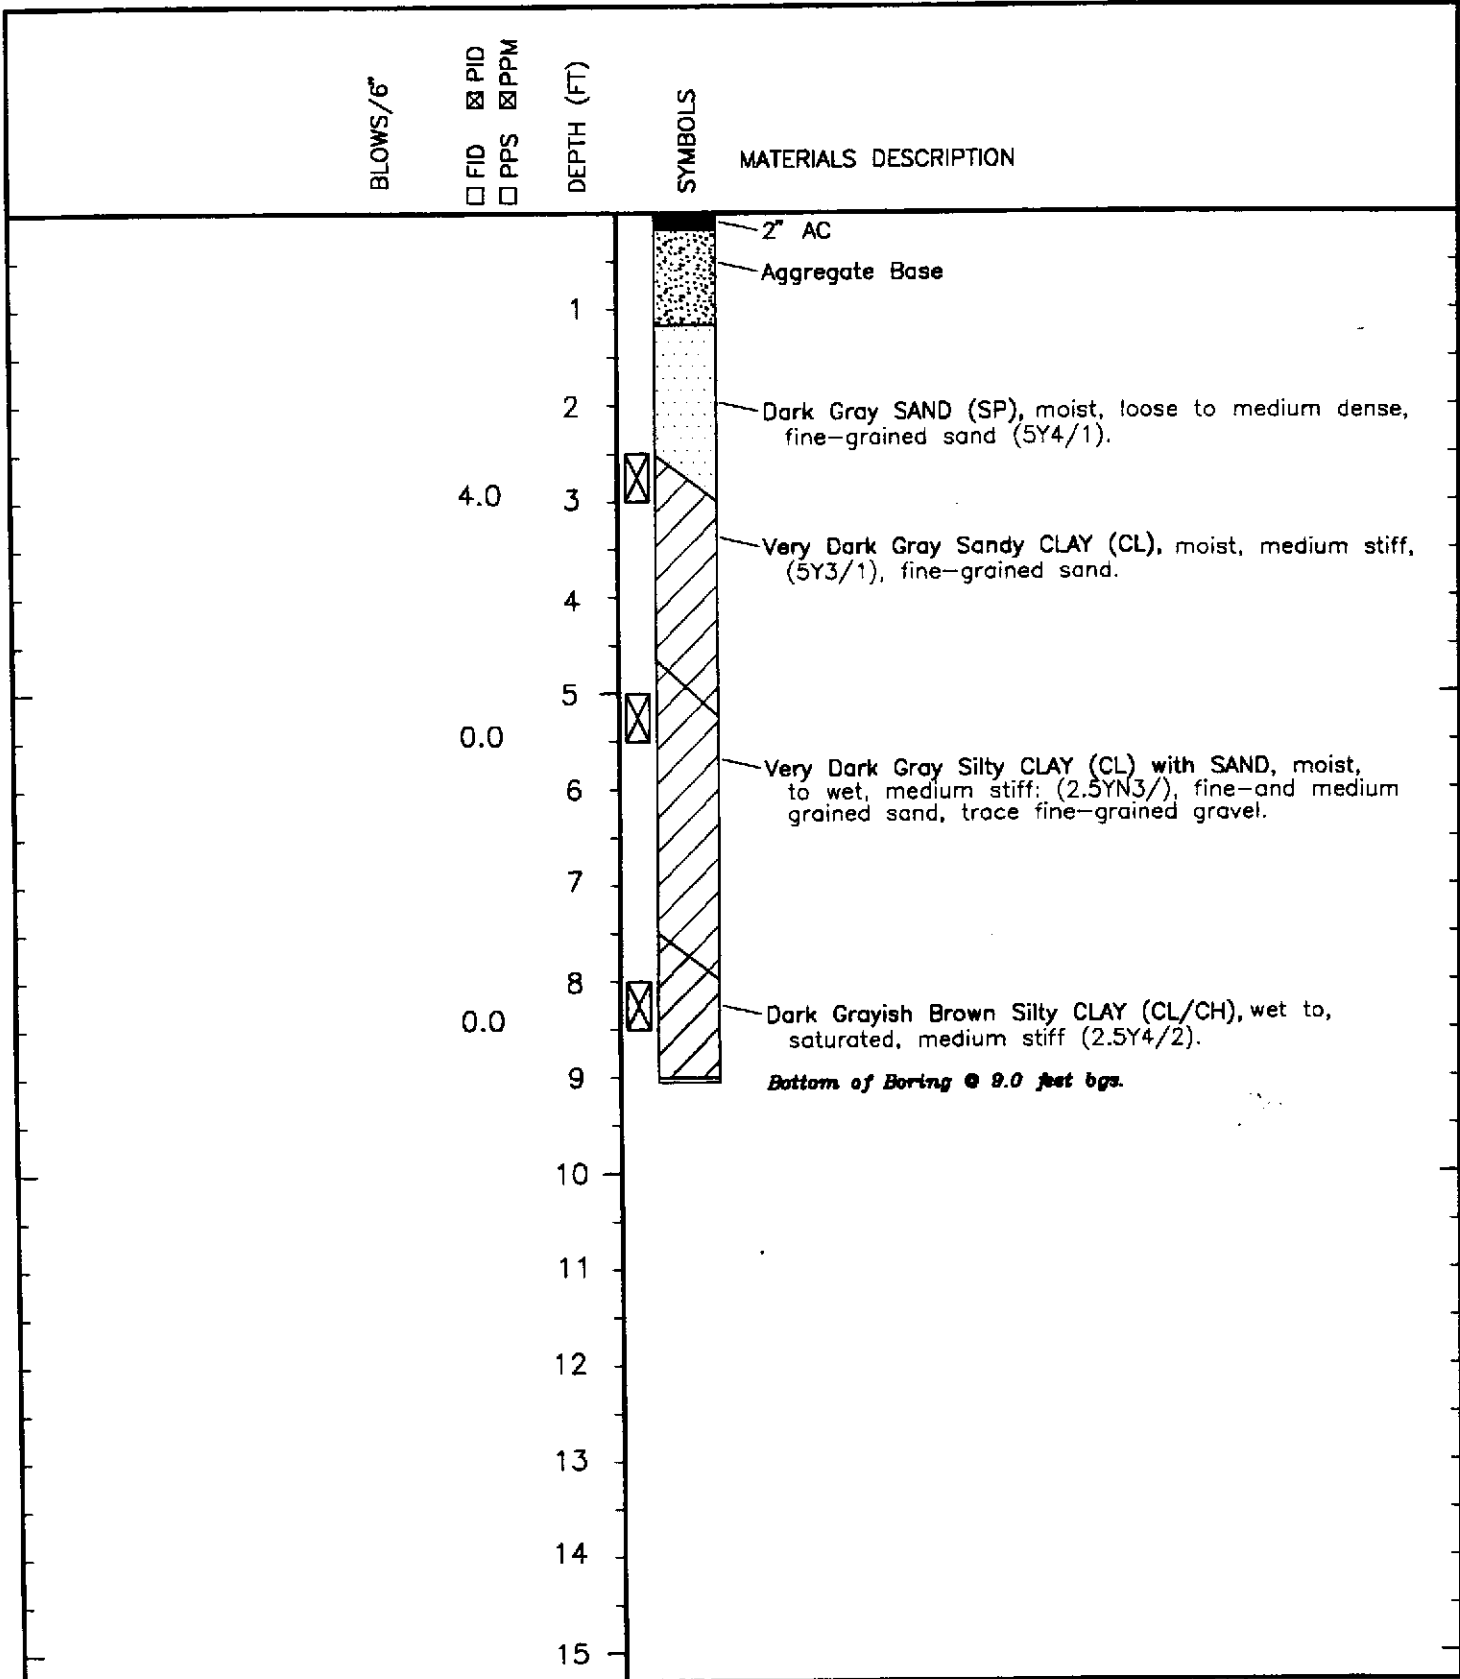 BLOWS/6"
☐ FID ☒ PID
☐ PPS ☒ PPM
DEPTH (FT)
SYMBOLS
MATERIALS DESCRIPTION
2" AC
Aggregate Base
1
2
Dark Gray SAND (SP), moist, loose to medium dense,
fine-grained sand (5Y4/1).
4.0
3
Very Dark Gray Sandy CLAY (CL), moist, medium stiff,
(5Y3/1), fine-grained sand.
4
5
0.0
Very Dark Gray Silty CLAY (CL) with SAND, moist,
6
to wet, medium stiff; (2.5YN3/), fine-and medium
grained sand, trace fine-grained gravel.
7
8
0.0
Dark Grayish Brown Silty CLAY (CL/CH), wet to,
saturated, medium stiff (2.5Y4/2).
9
Bottom of Boring @ 9.0 feet bgs.
10
11
12
13
14
15